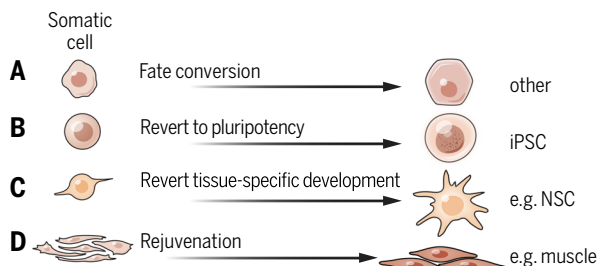 Somatic
cell
A Fate conversion other
B Revert to pluripotency iPSC
C Revert tissue-specific development e.g. NSC
D Rejuvenation e.g. muscle